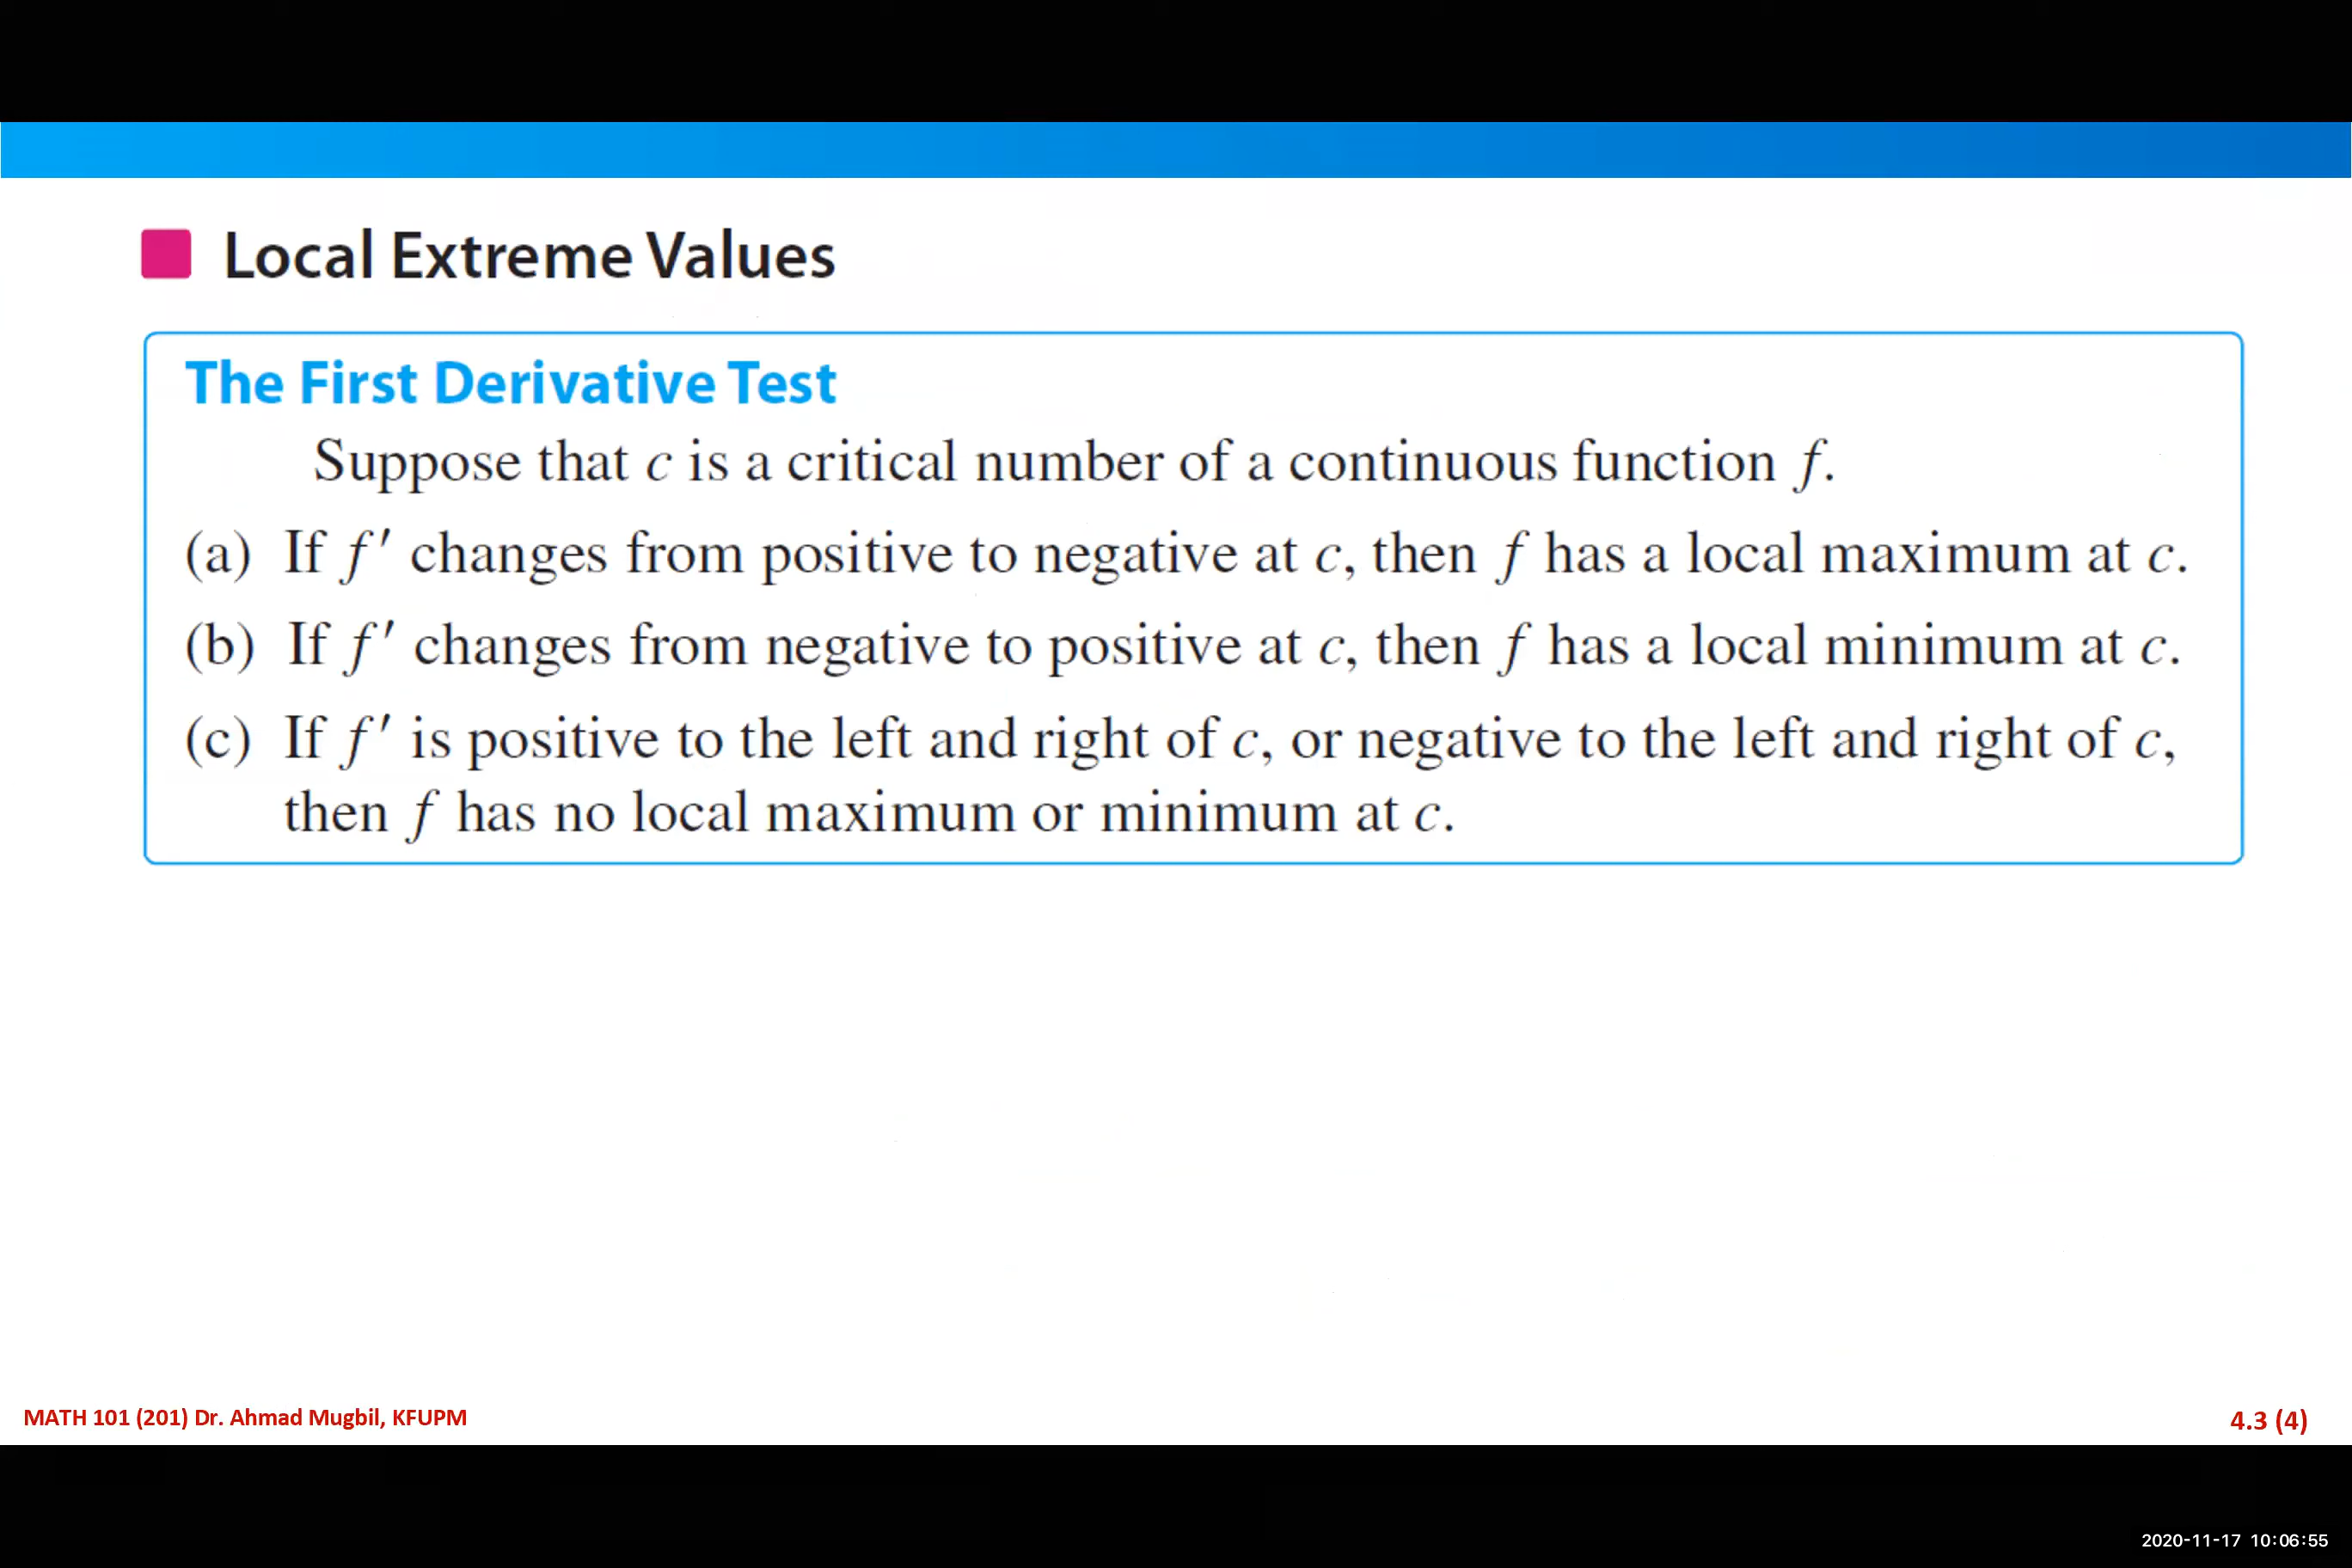 Local Extreme Values
The First Derivative Test
Suppose that c is a critical number of a continuous function f.
(a) If f′ changes from positive to negative at c, then f has a local maximum at c.
(b) If f′ changes from negative to positive at c, then f has a local minimum at c.
(c) If f′ is positive to the left and right of c, or negative to the left and right of c,
then f has no local maximum or minimum at c.
MATH 101 (201) Dr. Ahmad Mugbil, KFUPM
4.3 (4)
2020-11-17 10:06:55